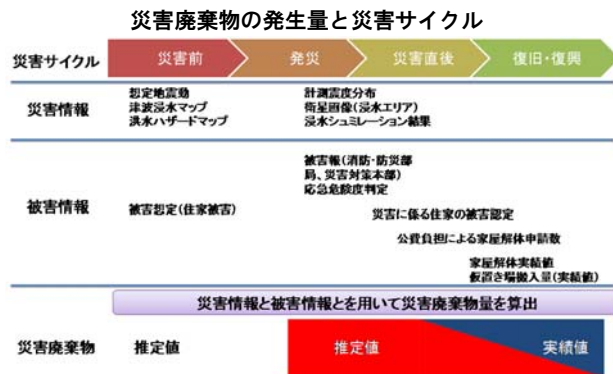 災害廃棄物の発生量と災害サイクル
災害サイクル 災害前 発災 災害直後 復旧・復興
災害情報
想定地震動
津波浸水マップ
洪水ハザードマップ
計測震度分布
衛星画像(浸水エリア)
浸水シュミレーション結果
被害情報
被害想定(住家被害)
被害報(消防・防災部
局、災害対策本部)
応急危険度判定
災害に係る住家の被害認定
公費負担による家屋解体申請数
家屋解体実績値
仮置き場搬入量(実績値)
災害情報と被害情報とを用いて災害廃棄物量を算出
災害廃棄物 推定値 推定値 実績値